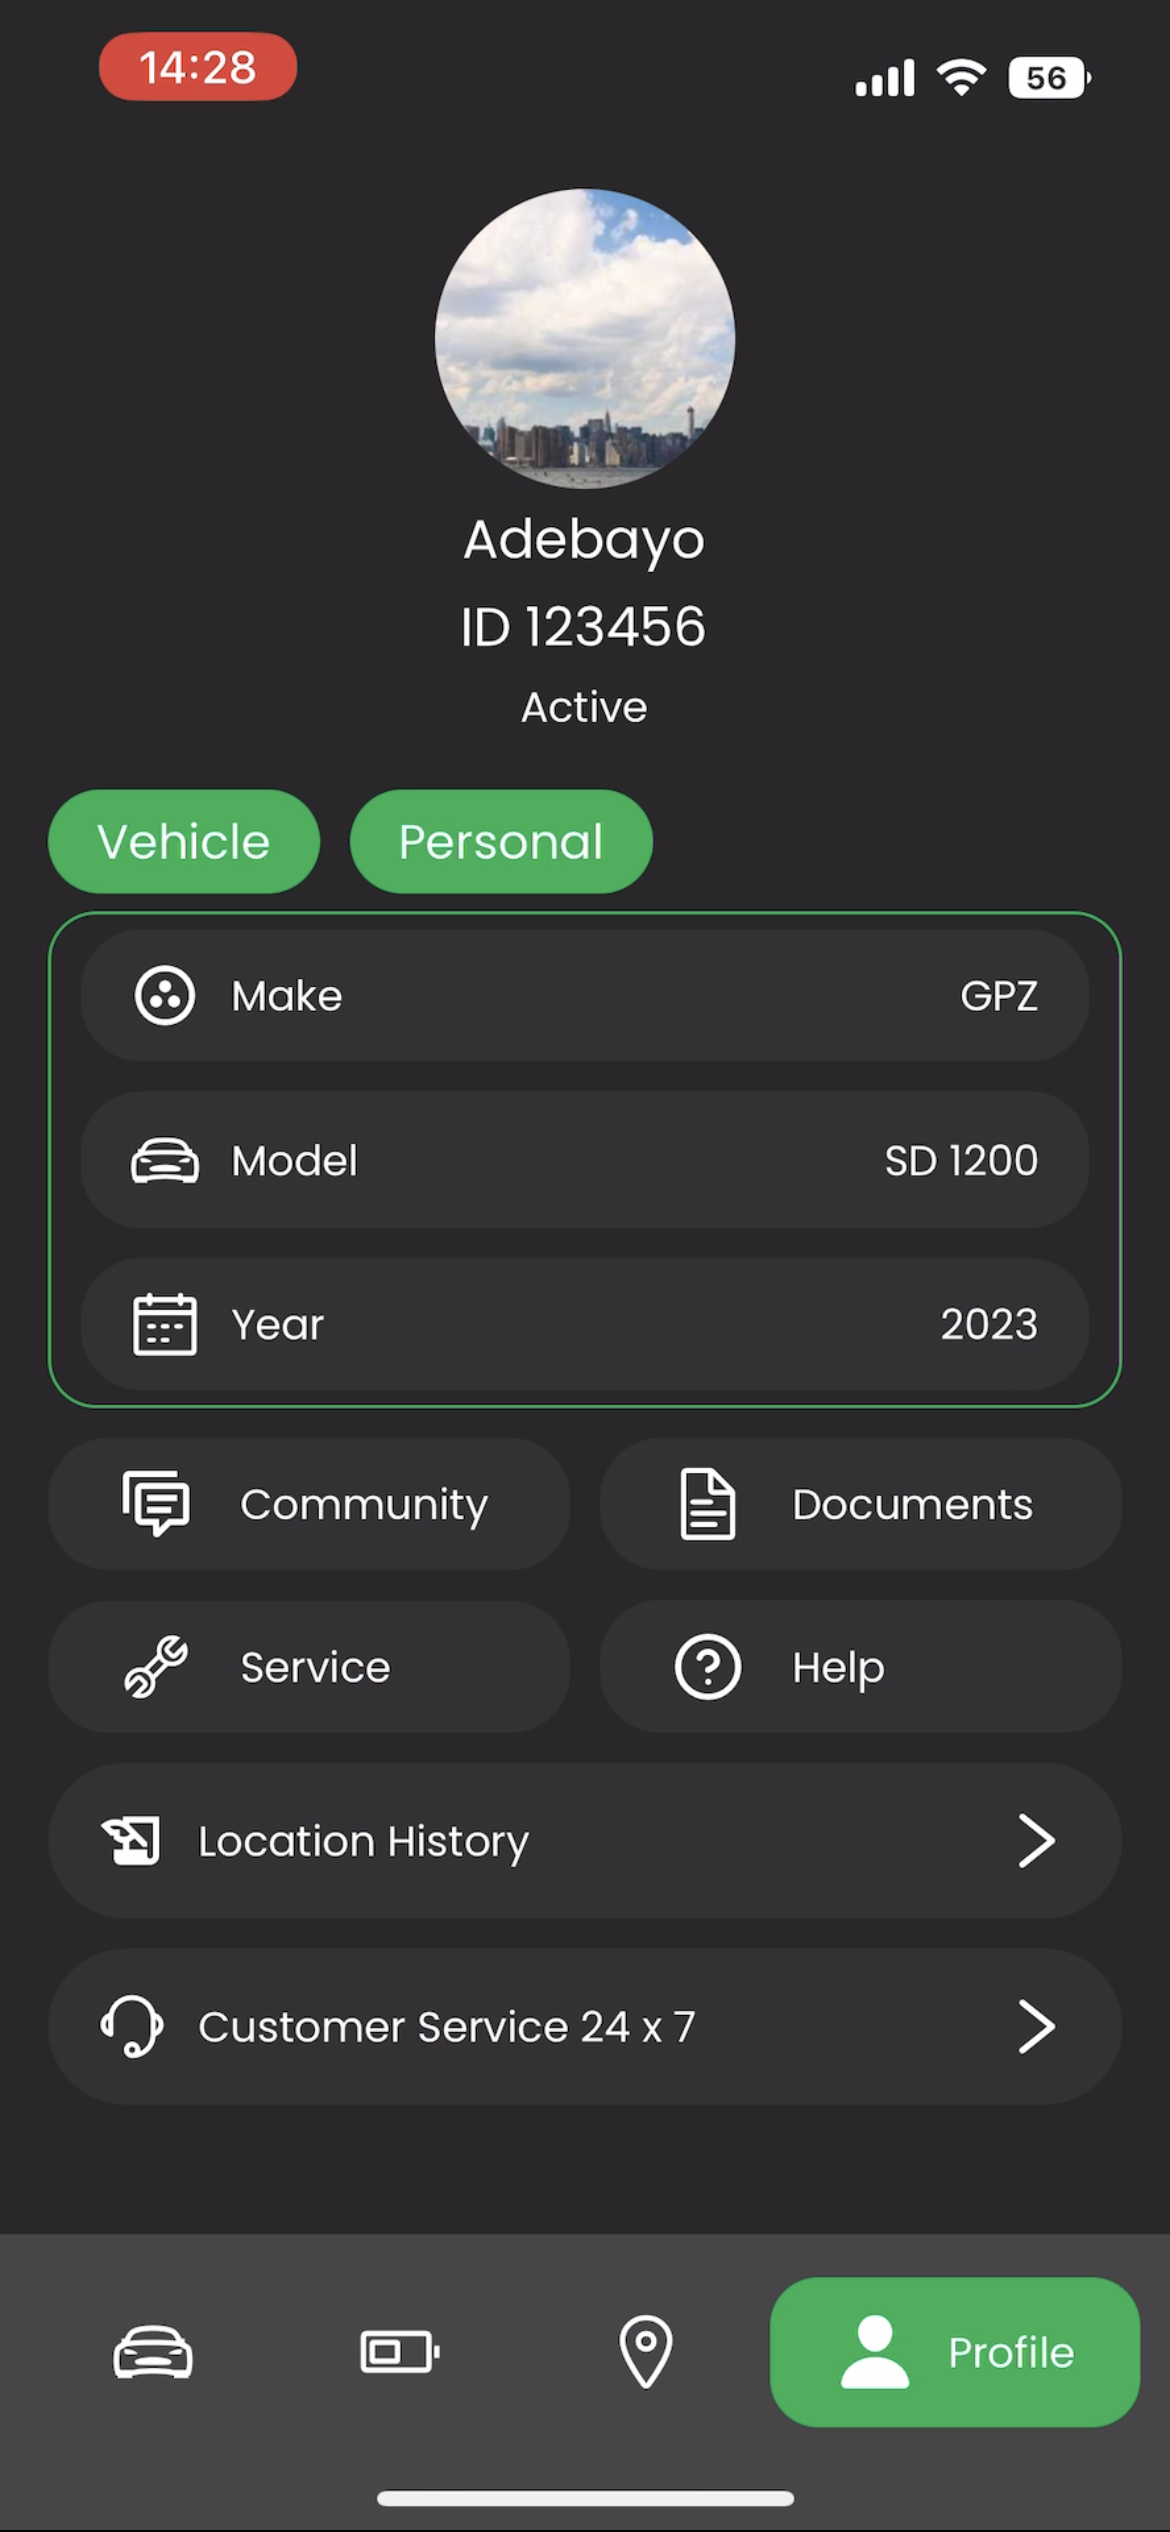 14:28
56
Adebayo
ID 123456
Active
Vehicle Personal
Make GPZ
Model SD 1200
Year 2023
Community Documents
Service Help
Location History
Customer Service 24 x 7
Profile